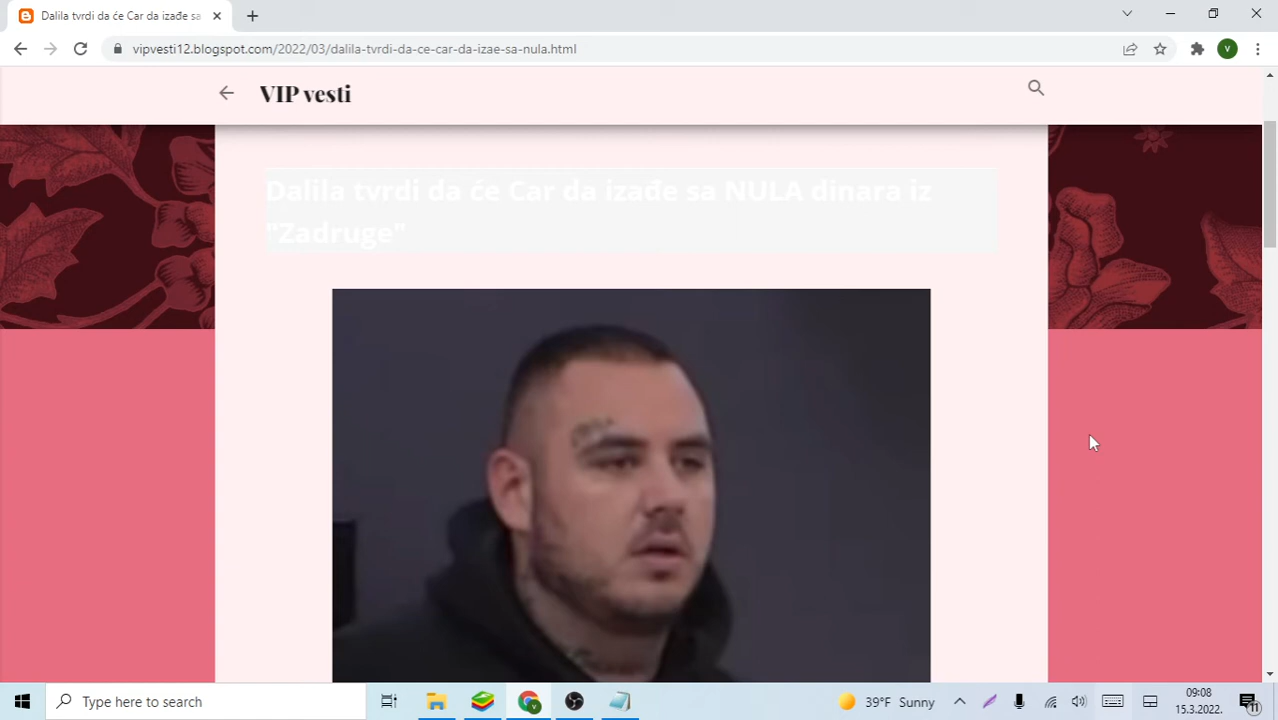 Dalila tvrdi da će Car da izađe sa
vipvesti12.blogspot.com/2022/03/dalila-tvrdi-da-ce-car-da-izae-sa-nula.html
V
VIP vesti
Dalila tvrdi da će Car da izađe sa NULA dinara iz
"Zadruge"
Type here to search
39°F Sunny
09:08
15.3.2022.
11